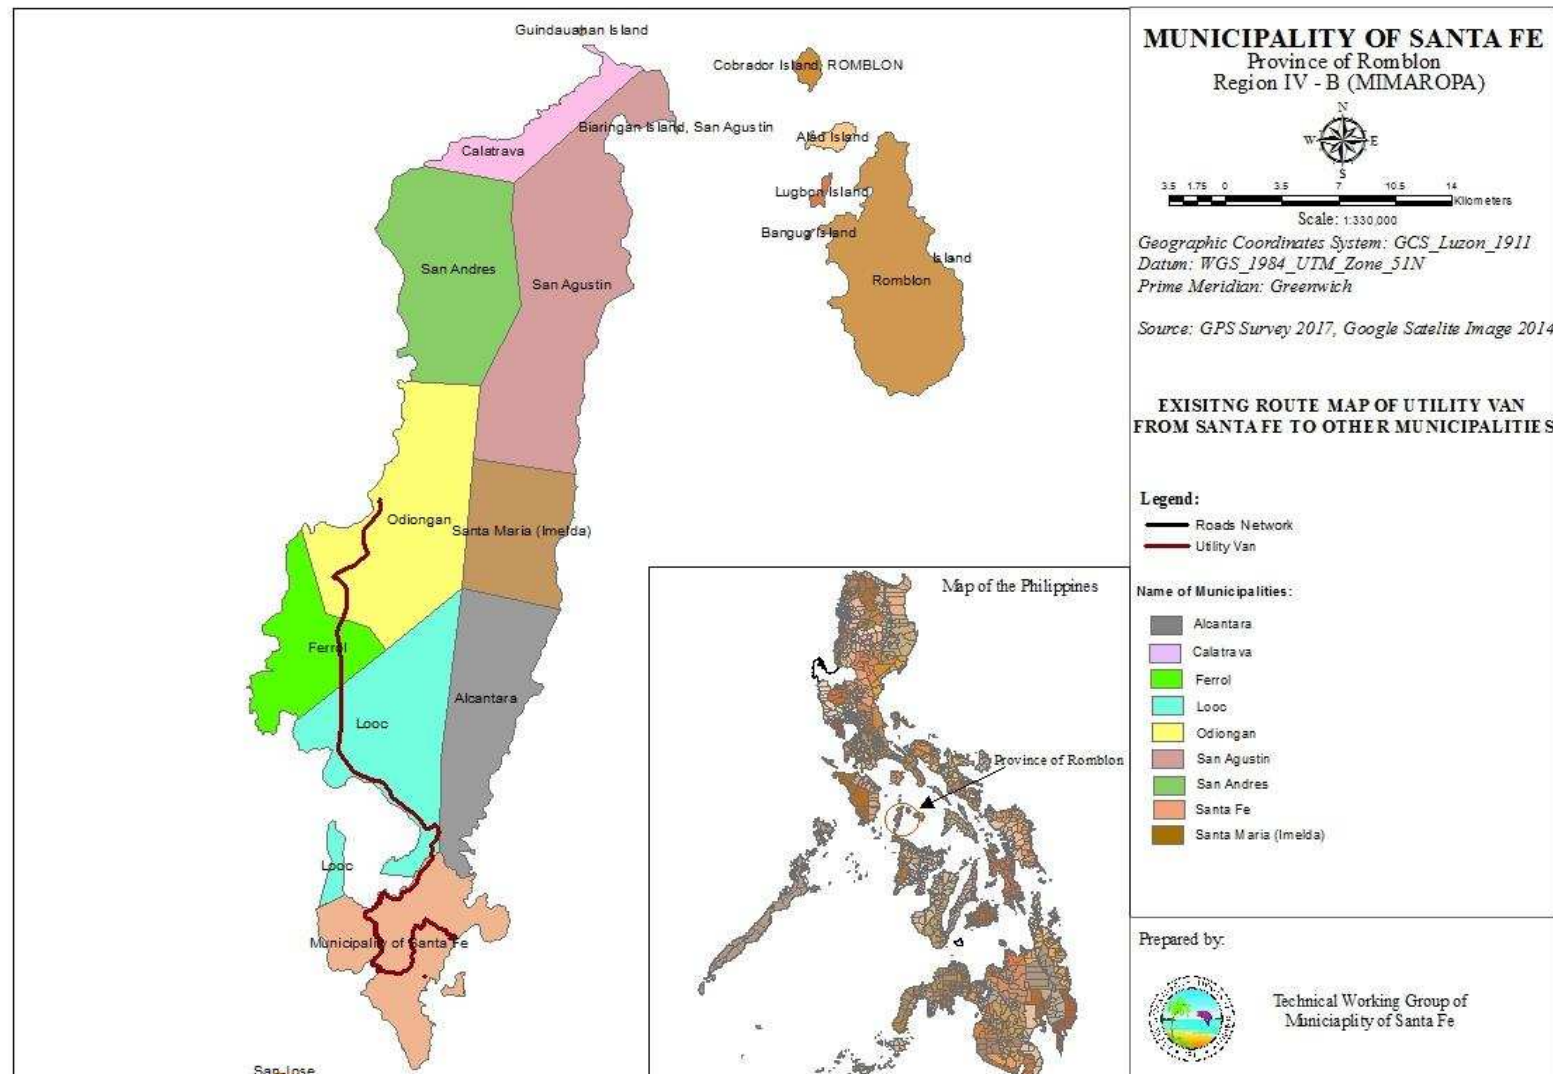 Guindauahan Island
Cobrador Island, ROMBLON
Biaringan Island, San Agustin
Alad Island
Calatrava
Lugbon Island
Bangug Island
Island
San Andres
San Agustin
Romblon
Odiongan
Santa Maria (Imelda)
Ferrol
Alcantara
Looc
Looc
Municipality of Santa Fe
San Jose
Map of the Philippines
Province of Romblon
MUNICIPALITY OF SANTA FE
Province of Romblon
Region IV - B (MIMAROPA)
N
W E
S
3.5 1.75 0 3.5 7 10.5 14
Kilometers
Scale: 1:330,000
Geographic Coordinates System: GCS_Luzon_1911
Datum: WGS_1984_UTM_Zone_51N
Prime Meridian: Greenwich
Source: GPS Survey 2017, Google Satelite Image 2014
EXISITNG ROUTE MAP OF UTILITY VAN
FROM SANTA FE TO OTHER MUNICIPALITIES
Legend:
Roads Network
Utility Van
Name of Municipalities:
Alcantara
Calatrava
Ferrol
Looc
Odiongan
San Agustin
San Andres
Santa Fe
Santa Maria (Imelda)
Prepared by:
Technical Working Group of
Municiaplity of Santa Fe